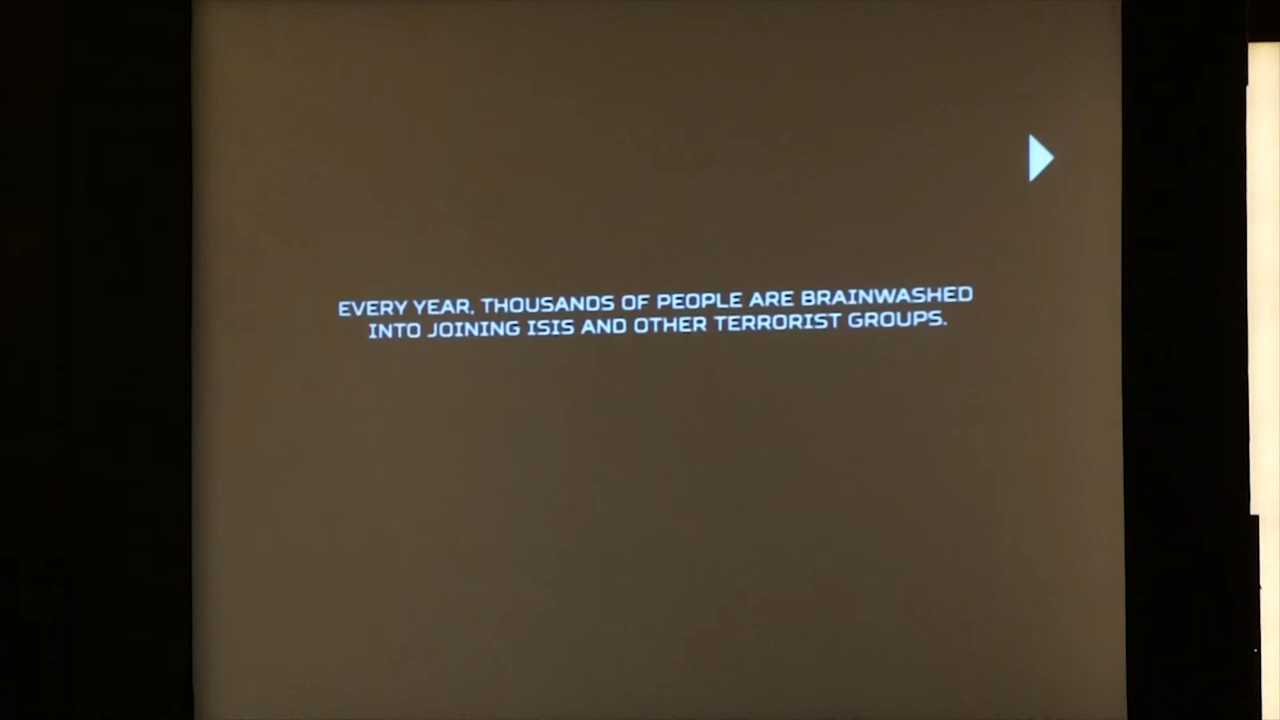 EVERY YEAR, THOUSANDS OF PEOPLE ARE BRAINWASHED
INTO JOINING ISIS AND OTHER TERRORIST GROUPS.